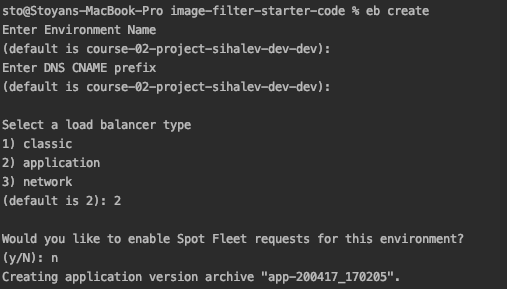 sto@Stoyans-MacBook-Pro image-filter-starter-code % eb create
Enter Environment Name
(default is course-02-project-sihalev-dev-dev):
Enter DNS CNAME prefix
(default is course-02-project-sihalev-dev-dev):
Select a load balancer type
1) classic
2) application
3) network
(default is 2): 2
Would you like to enable Spot Fleet requests for this environment?
(y/N): n
Creating application version archive "app-200417_170205".